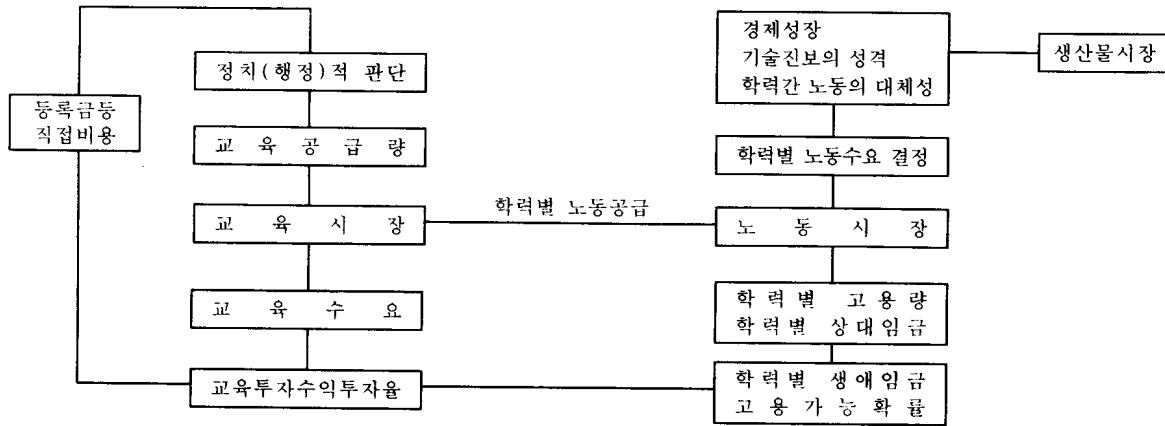 정치(행정)적 판단
등록금등
직접비용
교육공급량
교육시장
교육수요
교육투자수익투자율
학력별 노동공급
경제성장
기술진보의 성격
학력간 노동의 대체성
생산물시장
학력별 노동수요 결정
노동시장
학력별 고용량
학력별 상대임금
학력별 생애임금
고용가능확률